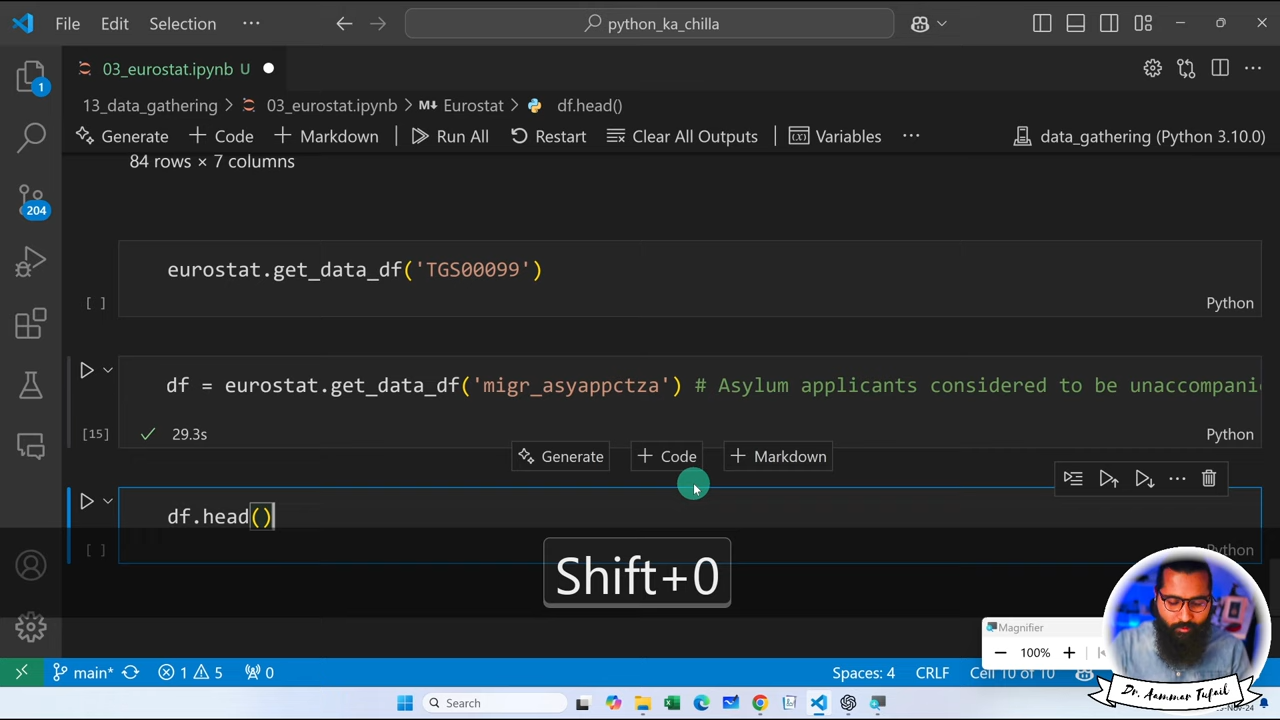 File Edit Selection ··· python_ka_chilla
03_eurostat.ipynb U
13_data_gathering > 03_eurostat.ipynb > M↓ Eurostat > df.head()
Generate + Code + Markdown Run All Restart Clear All Outputs Variables ··· data_gathering (Python 3.10.0)
1
84 rows × 7 columns
204
eurostat.get_data_df('TGS00099')
[ ] Python
df = eurostat.get_data_df('migr_asyappctza') # Asylum applicants considered to be unaccompani
[15] 29.3s Python
Generate + Code + Markdown
df.head()
[ ] Python
Shift+0
Magnifier
100%
main* 1 5 0 Spaces: 4 CRLF Cell 10 of 10
Search
Dr. Aammar Tufail